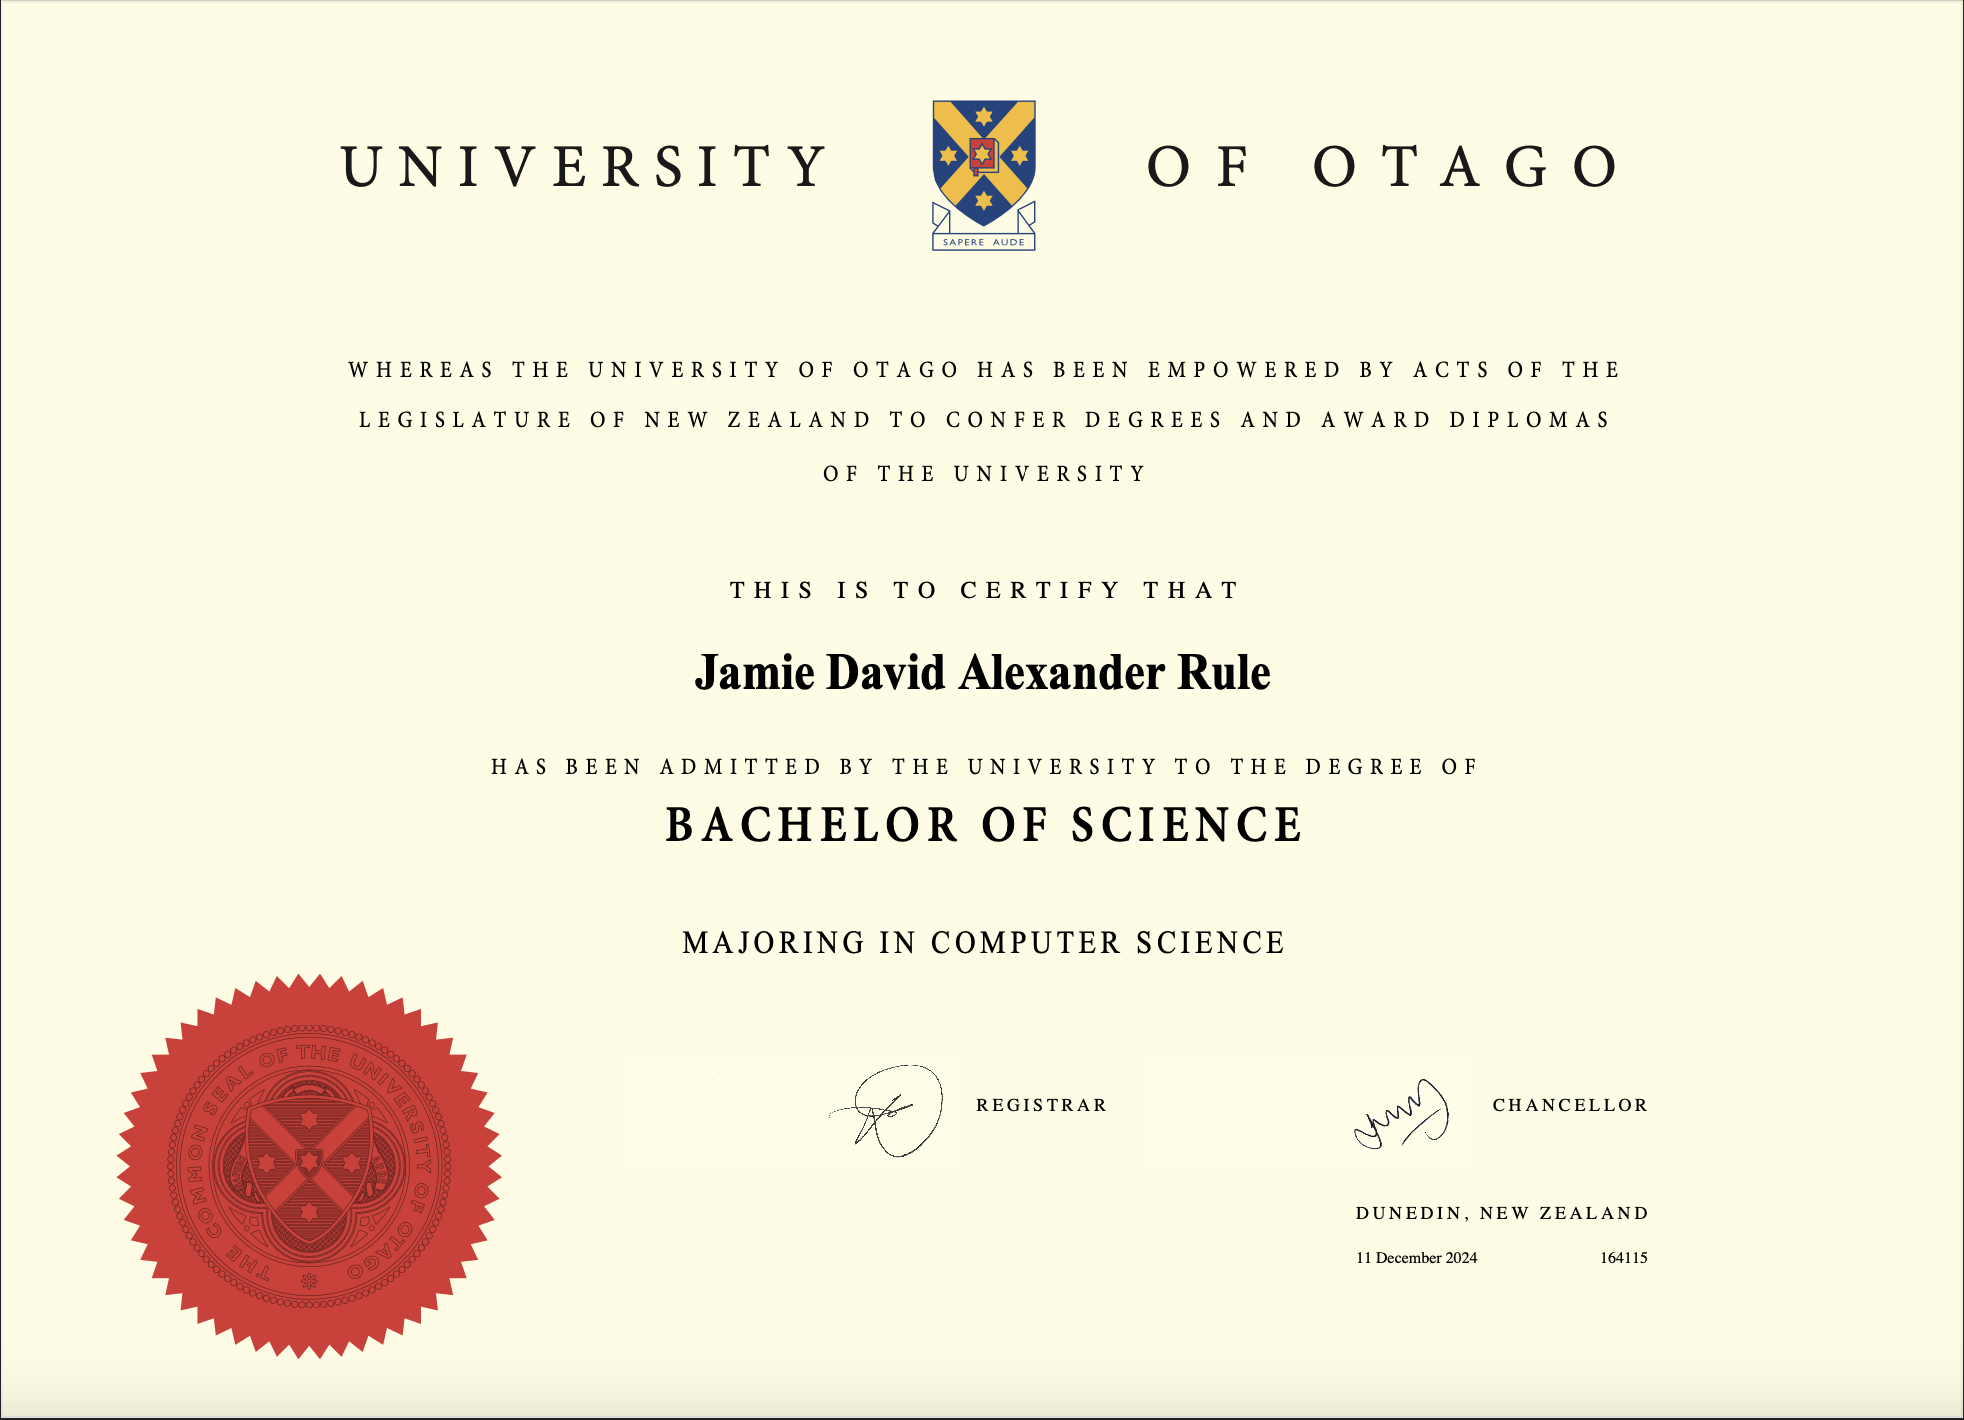 UNIVERSITY OF OTAGO
SAPERE AUDE
WHEREAS THE UNIVERSITY OF OTAGO HAS BEEN EMPOWERED BY ACTS OF THE
LEGISLATURE OF NEW ZEALAND TO CONFER DEGREES AND AWARD DIPLOMAS
OF THE UNIVERSITY
THIS IS TO CERTIFY THAT
Jamie David Alexander Rule
HAS BEEN ADMITTED BY THE UNIVERSITY TO THE DEGREE OF
BACHELOR OF SCIENCE
MAJORING IN COMPUTER SCIENCE
THE COMMON SEAL OF THE UNIVERSITY OF OTAGO
REGISTRAR
CHANCELLOR
DUNEDIN, NEW ZEALAND
11 December 2024 164115